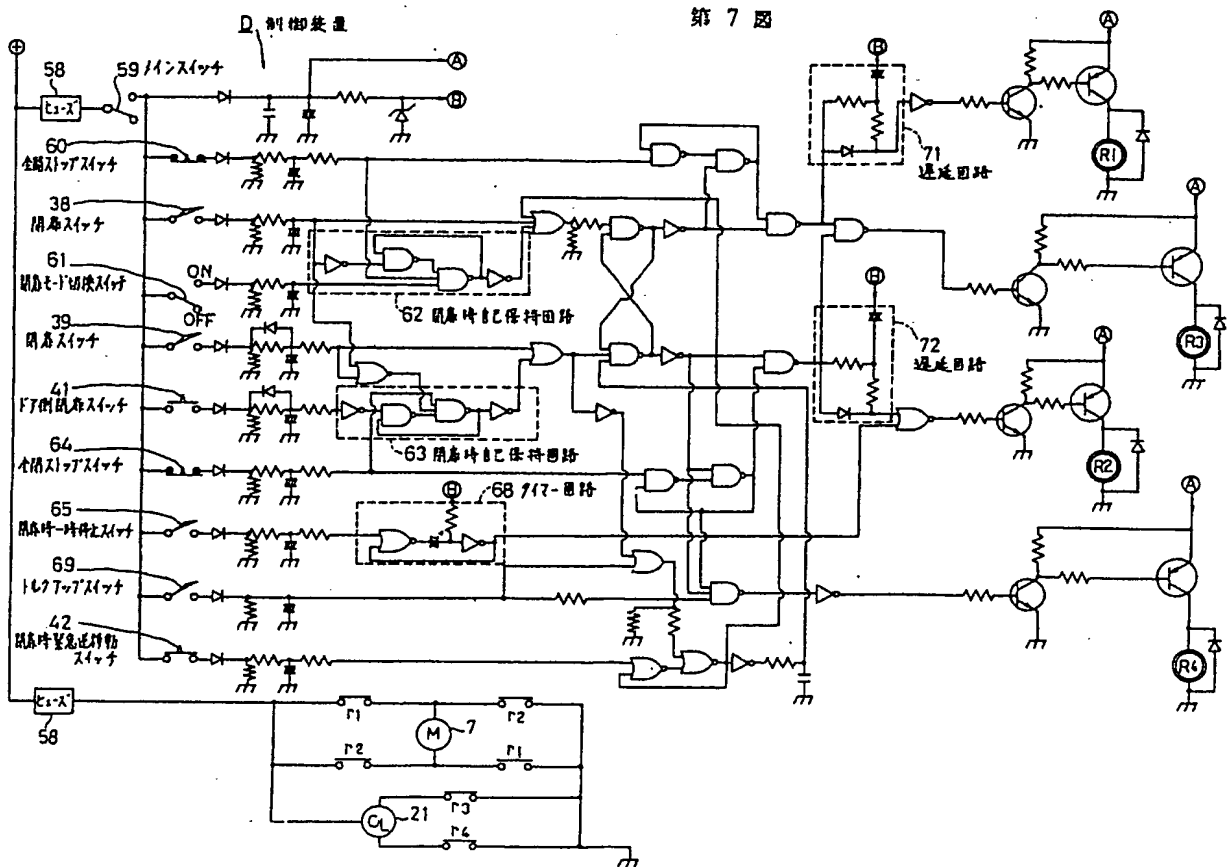 第7図
D 制御装置
⊕
58
ヒューズ
59 メインスイッチ
Ⓐ
Ⓑ
60
全開ストップスイッチ
38
開扉スイッチ
61
閉扉モード切換スイッチ
ON
OFF
39
閉扉スイッチ
41
ドア側閉扉スイッチ
64
全閉ストップスイッチ
65
閉扉時一時停止スイッチ
69
トルクアップスイッチ
42
閉扉時緊急逆作動
スイッチ
62 開扉時自己保持回路
63 閉扉時自己保持回路
68 タイマー回路
Ⓑ
Ⓑ
71
遅延回路
Ⓑ
72
遅延回路
Ⓐ
R1
Ⓐ
R3
Ⓐ
R2
Ⓐ
R4
ヒューズ
58
r1
r2
M
7
r2
r1
CL
21
r3
r4